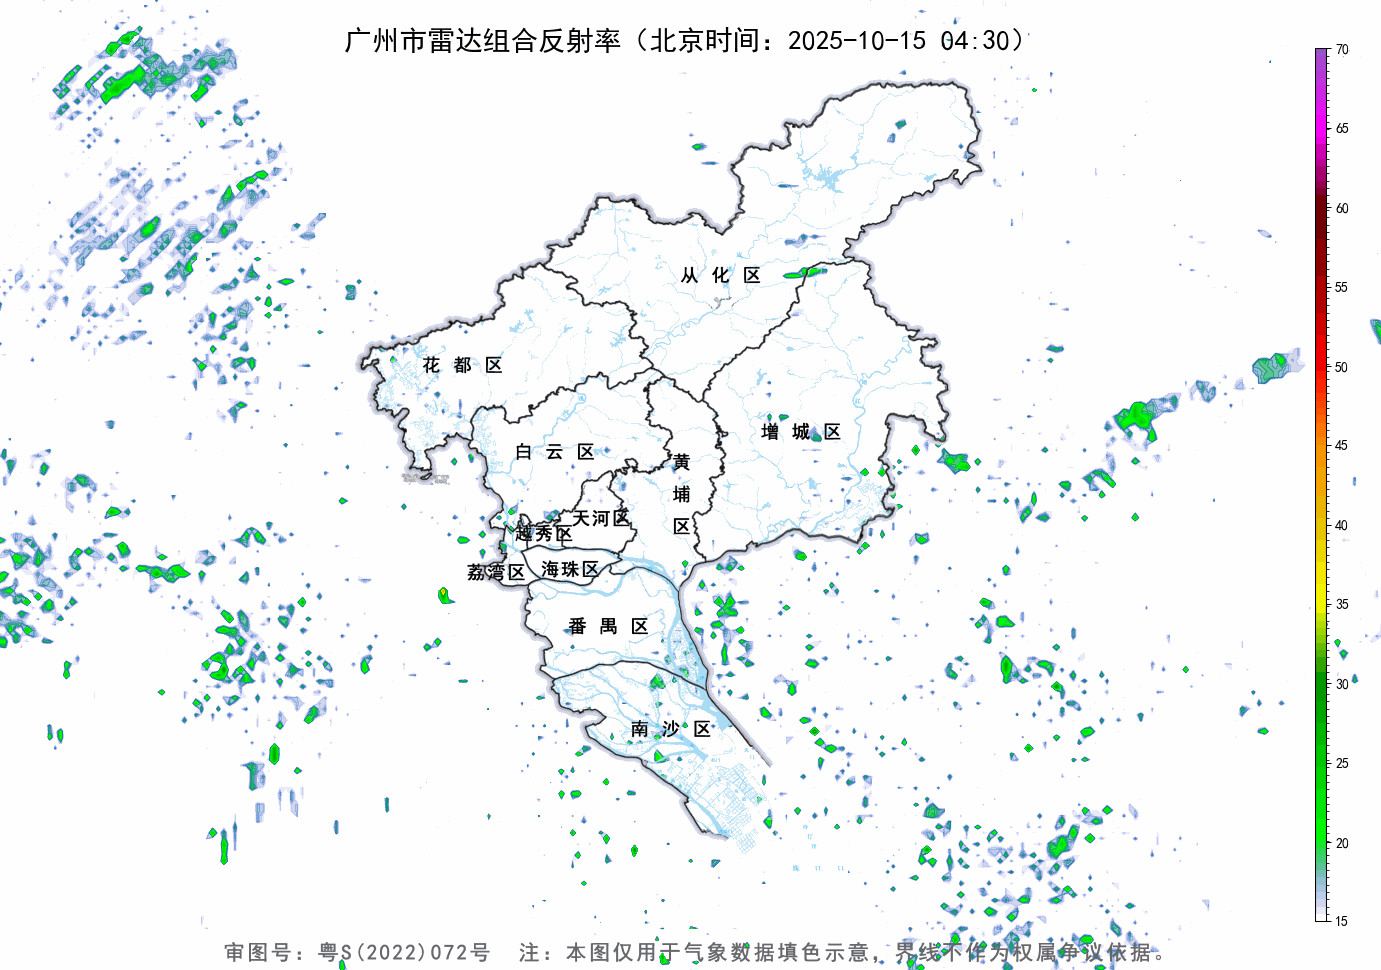 广州市雷达组合反射率（北京时间：2025-10-15 04:30）
70
65
60
55
50
45
40
35
30
25
20
15
从化区
花都区
增城区
白云区
黄埔区
天河区
越秀区
荔湾区
海珠区
番禺区
南沙区
审图号：粤S(2022)072号 注：本图仅用于气象数据填色示意，界线不作为权属争议依据。